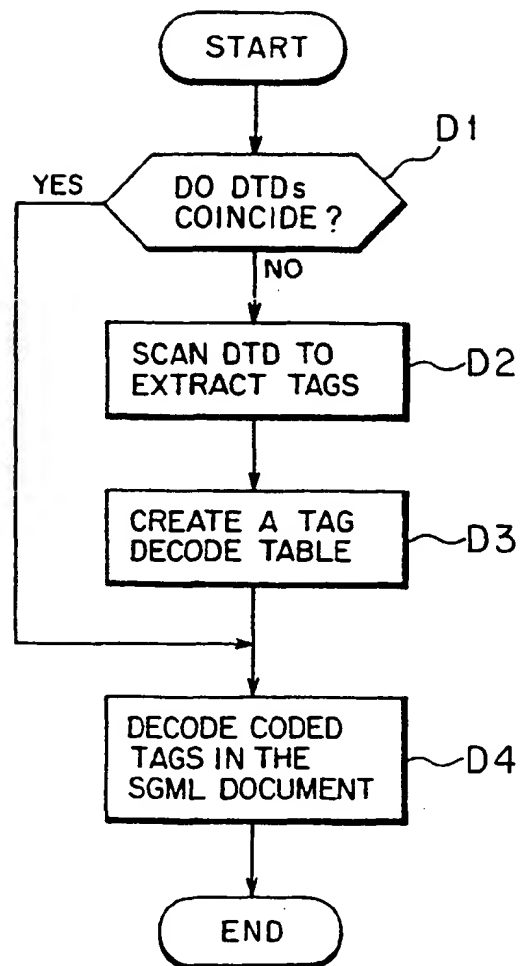 START
D1
YES
DO DTDs
COINCIDE?
NO
SCAN DTD TO
EXTRACT TAGS
D2
CREATE A TAG
DECODE TABLE
D3
DECODE CODED
TAGS IN THE
SGML DOCUMENT
D4
END